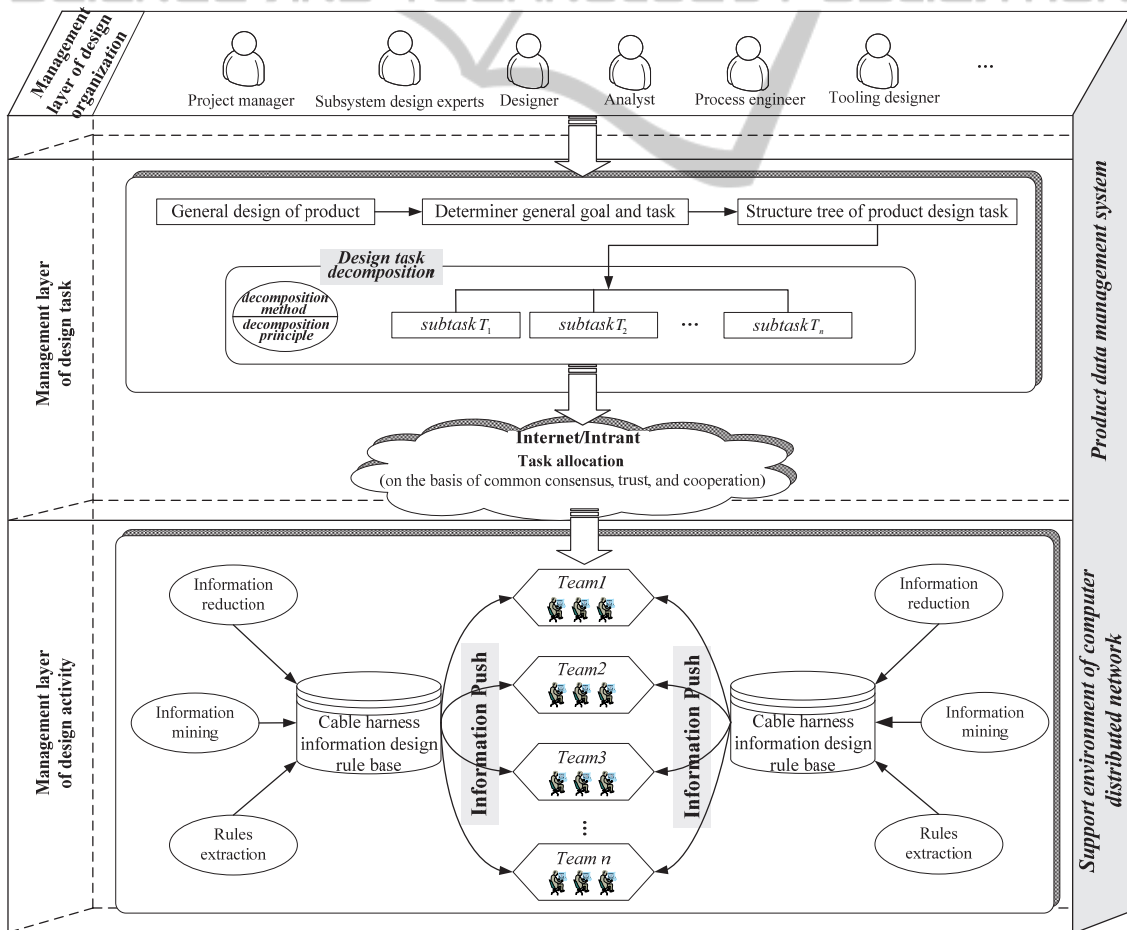 SCIENCE AND TECHNOLOGY PUBLICATIONS
Management
layer of design
organization
Project manager
Subsystem design experts
Designer
Analyst
Process engineer
Tooling designer
...
Management layer
of design task
General design of product
Determiner general goal and task
Structure tree of product design task
Design task
decomposition
decomposition
method
decomposition
principle
subtask T1
subtask T2
...
subtask Tn
Internet/Intrant
Task allocation
(on the basis of common consensus, trust, and cooperation)
Product data management system
Management layer
of design activity
Information
reduction
Information
mining
Rules
extraction
Cable harness
information design
rule base
Information Push
Team1
Team2
Team3
...
Team n
Information Push
Cable harness
information design
rule base
Information
reduction
Information
mining
Rules
extraction
Support environment of computer
distributed network